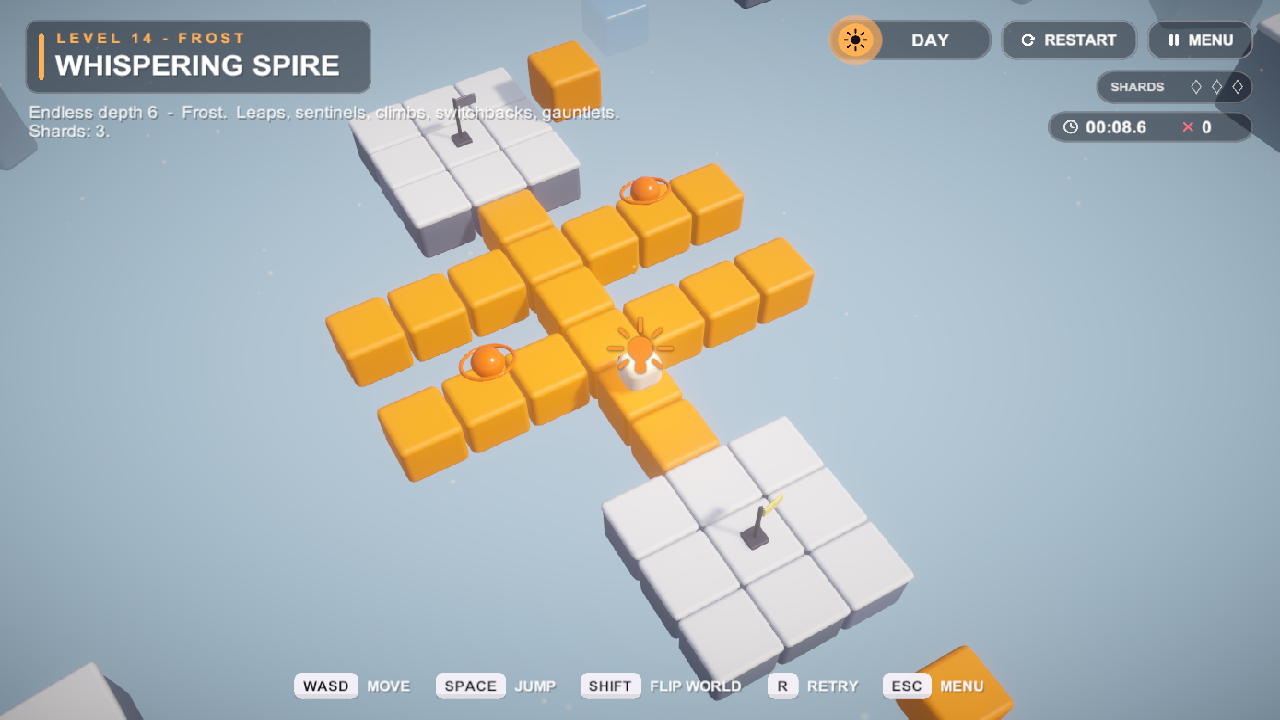 LEVEL 14 - FROST
WHISPERING SPIRE
Endless depth 6 - Frost. Leaps, sentinels, climbs, switchbacks, gauntlets.
Shards: 3.
DAY
RESTART
MENU
SHARDS
00:08.6
0
WASD MOVE SPACE JUMP SHIFT FLIP WORLD R RETRY ESC MENU